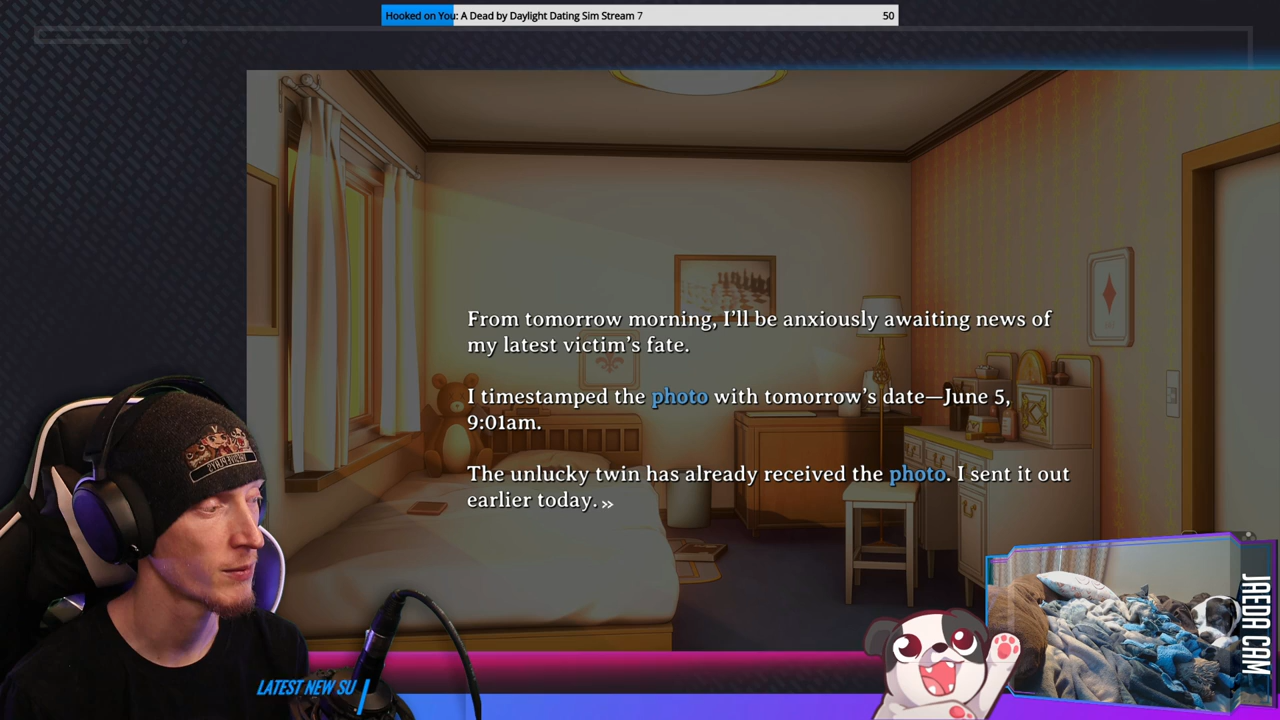 Hooked on You: A Dead by Daylight Dating Sim Stream 7
50
From tomorrow morning, I’ll be anxiously awaiting news of
my latest victim’s fate.
I timestamped the photo with tomorrow’s date—June 5,
9:01am.
The unlucky twin has already received the photo. I sent it out
earlier today. »
JAEDA CAM
LATEST NEW SU